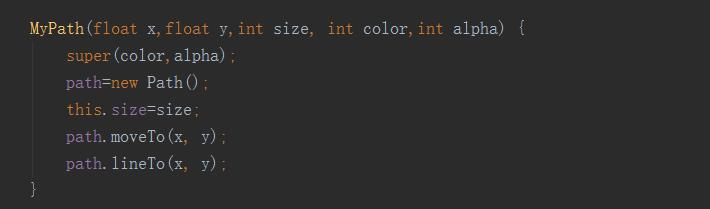 MyPath(float x,float y,int size, int color,int alpha) {
super(color,alpha);
path=new Path();
this.size=size;
path.moveTo(x, y);
path.lineTo(x, y);
}